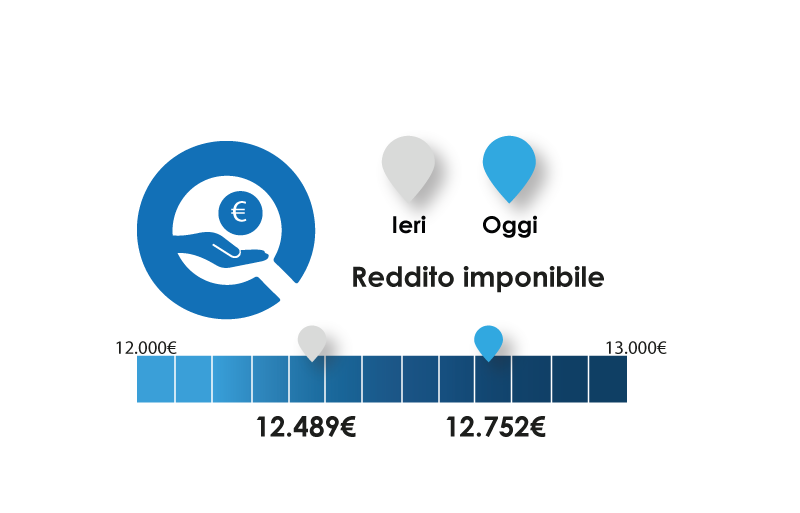 €
Ieri
Oggi
Reddito imponibile
12.000€
13.000€
12.489€
12.752€